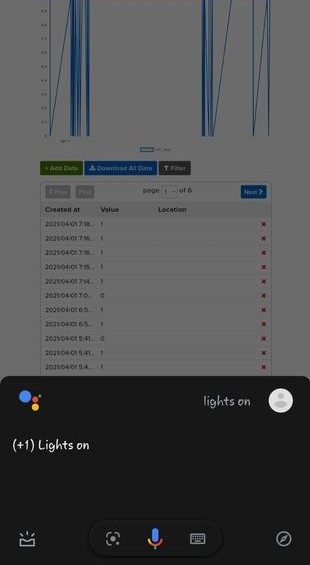 + Add Data
Download All Data
Filter
Prev
First
page 1 of 6
Next
Created at Value Location
2021/04/01 7:18... 1
2021/04/01 7:16... 1
2021/04/01 7:16... 1
2021/04/01 7:15... 1
2021/04/01 7:14... 1
2021/04/01 7:0... 0
2021/04/01 6:5... 1
2021/04/01 6:5... 1
2021/04/01 5:41... 0
2021/04/01 5:41... 1
2021/04/01 5:4... 1
lights on
(+1) Lights on